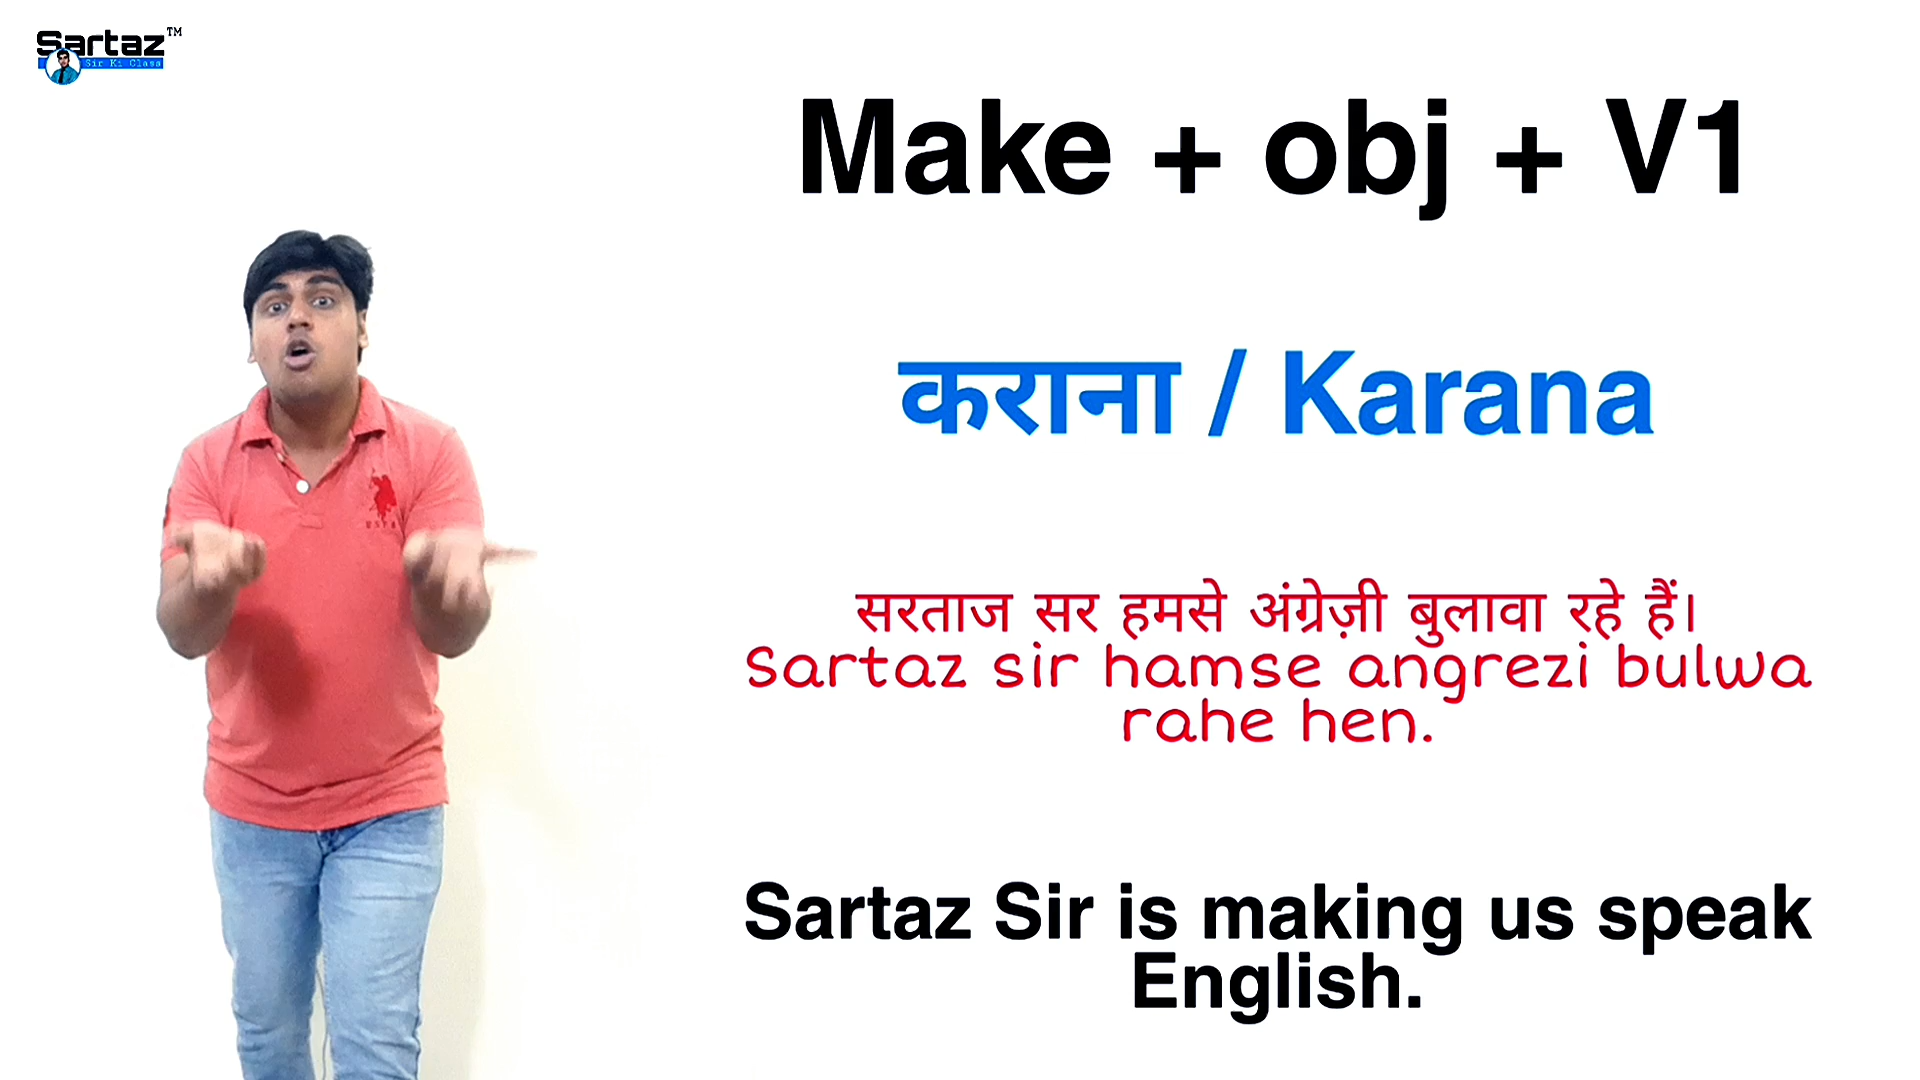 Sartaz™
Sir Ki Class
Make + obj + V1
कराना / Karana
सरताज सर हमसे अंग्रेज़ी बुलावा रहे हैं।
Sartaz sir hamse angrezi bulwa
rahe hen.
Sartaz Sir is making us speak
English.